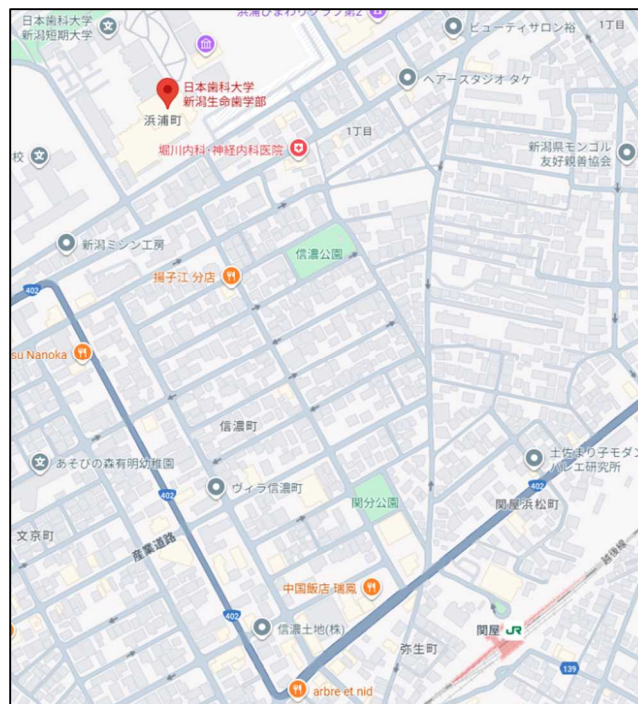 日本歯科大学
新潟短期大学
浜浦ひまわりクラブ第2
ビューティサロン裕
1丁目
日本歯科大学
新潟生命歯学部
ヘアースタジオ タケ
浜浦町
1丁目
堀川内科・神経内科医院
新潟県モンゴル
友好親善協会
校
新潟ミシン工房
信濃公園
揚子江 分店
402
su Nanoka
信濃町
あそびの森有明幼稚園
ヴィラ信濃町
土佐まり子モダン
バレエ研究所
402
402
関分公園
関屋浜松町
文京町
産業道路
越後線
中国飯店 瑞鳳
402
信濃土地(株)
関屋 JR
弥生町
139
arbre et nid